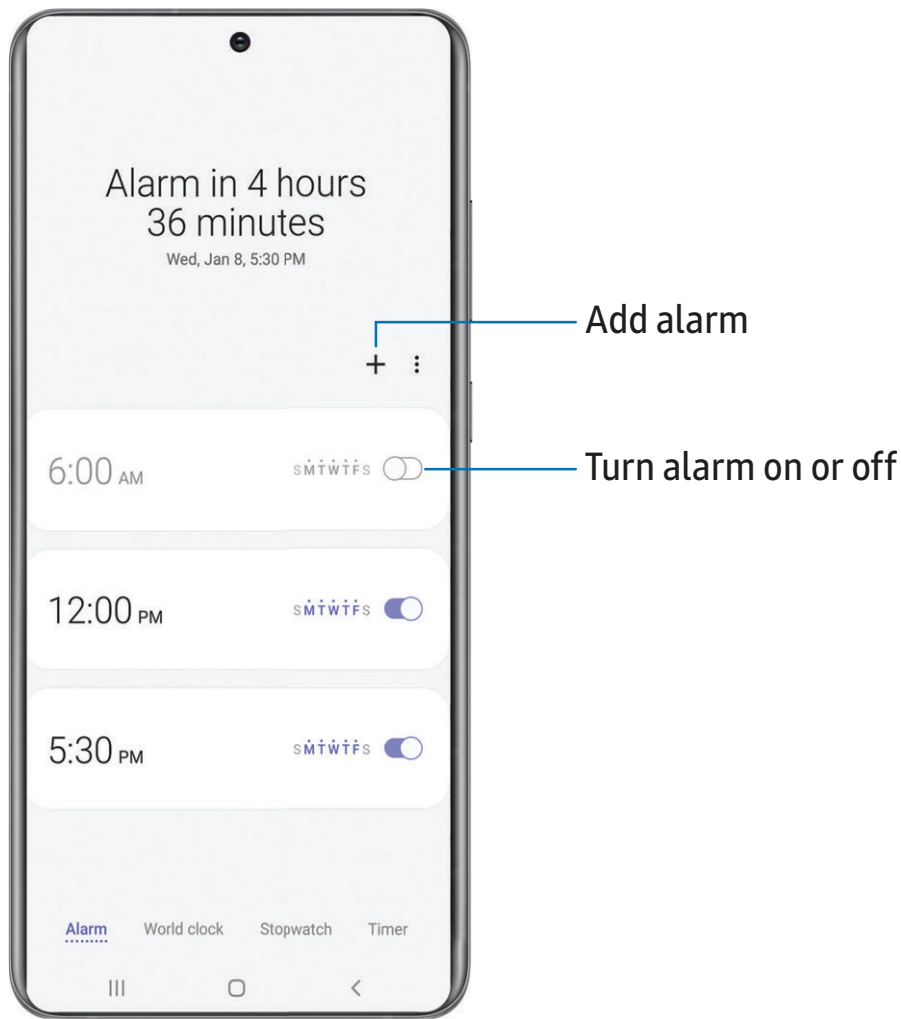 Alarm in 4 hours
36 minutes
Wed, Jan 8, 5:30 PM
Add alarm
6:00 AM SMTWTFS
Turn alarm on or off
12:00 PM SMTWTFS
5:30 PM SMTWTFS
Alarm World clock Stopwatch Timer